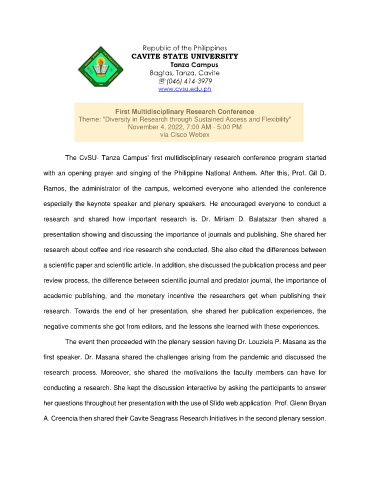 Republic of the Philippines
CAVITE STATE UNIVERSITY
Tanza Campus
Bagtas, Tanza, Cavite
☏ (046) 414-3979
www.cvsu.edu.ph
First Multidisciplinary Research Conference
Theme: "Diversity in Research through Sustained Access and Flexibility"
November 4, 2022, 7:00 AM - 5:00 PM
via Cisco Webex
The CvSU- Tanza Campus' first multidisciplinary research conference program started
with an opening prayer and singing of the Philippine National Anthem. After this, Prof. Gil D.
Ramos, the administrator of the campus, welcomed everyone who attended the conference
especially the keynote speaker and plenary speakers. He encouraged everyone to conduct a
research and shared how important research is. Dr. Miriam D. Balatazar then shared a
presentation showing and discussing the importance of journals and publishing. She shared her
research about coffee and rice research she conducted. She also cited the differences between
a scientific paper and scientific article. In addition, she discussed the publication process and peer
review process, the difference between scientific journal and predator journal, the importance of
academic publishing, and the monetary incentive the researchers get when publishing their
research. Towards the end of her presentation, she shared her publication experiences, the
negative comments she got from editors, and the lessons she learned with these experiences.
The event then proceeded with the plenary session having Dr. Louziela P. Masana as the
first speaker. Dr. Masana shared the challenges arising from the pandemic and discussed the
research process. Moreover, she shared the motivations the faculty members can have for
conducting a research. She kept the discussion interactive by asking the participants to answer
her questions throughout her presentation with the use of Slido web application. Prof. Glenn Bryan
A. Creencia then shared their Cavite Seagrass Research Initiatives in the second plenary session.